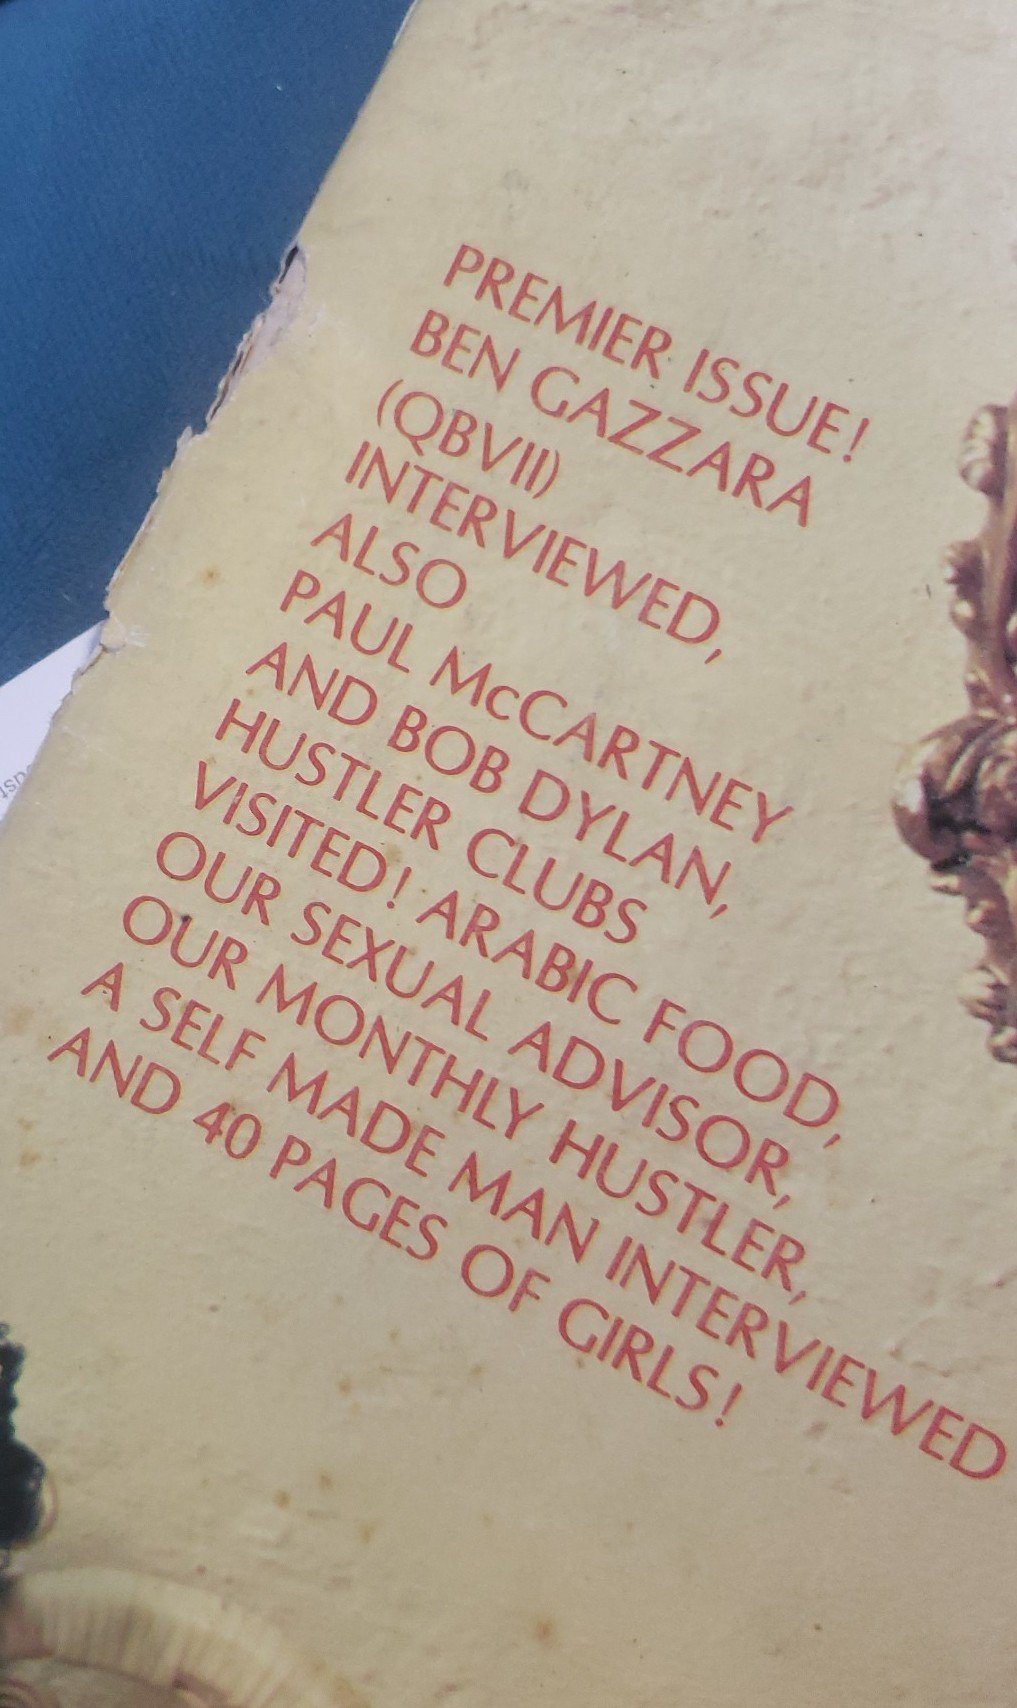 PREMIER ISSUE!
BEN GAZZARA
(QBVII)
INTERVIEWED,
ALSO
PAUL McCARTNEY
AND BOB DYLAN,
HUSTLER CLUBS
VISITED! ARABIC FOOD,
OUR SEXUAL ADVISOR,
OUR MONTHLY HUSTLER,
A SELF MADE MAN INTERVIEWED
AND 40 PAGES OF GIRLS!